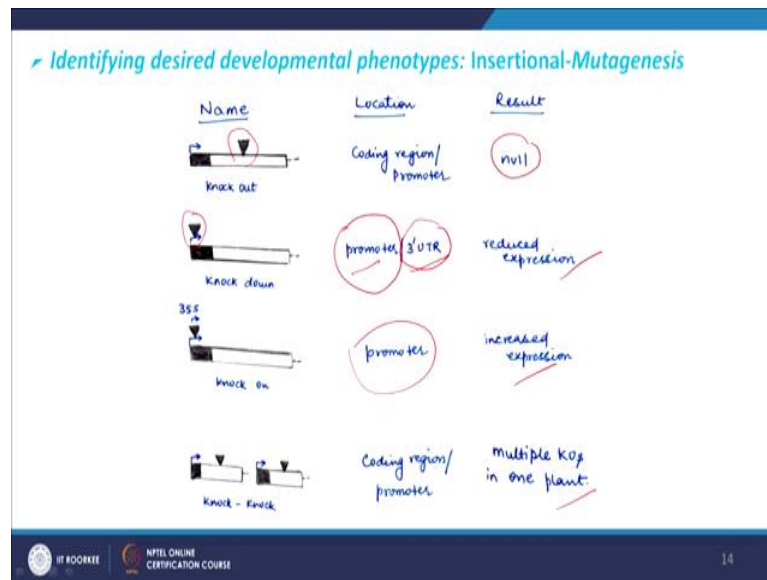 Identifying desired developmental phenotypes: Insertional-Mutagenesis
Name Location Result
Knock out Coding region/ promoter null
Knock down promoter 3'UTR reduced expression
35S
Knock on promoter increased expression
Knock - Knock Coding region/ promoter multiple KOs in one plant.
IIT ROORKEE NPTEL ONLINE CERTIFICATION COURSE 14